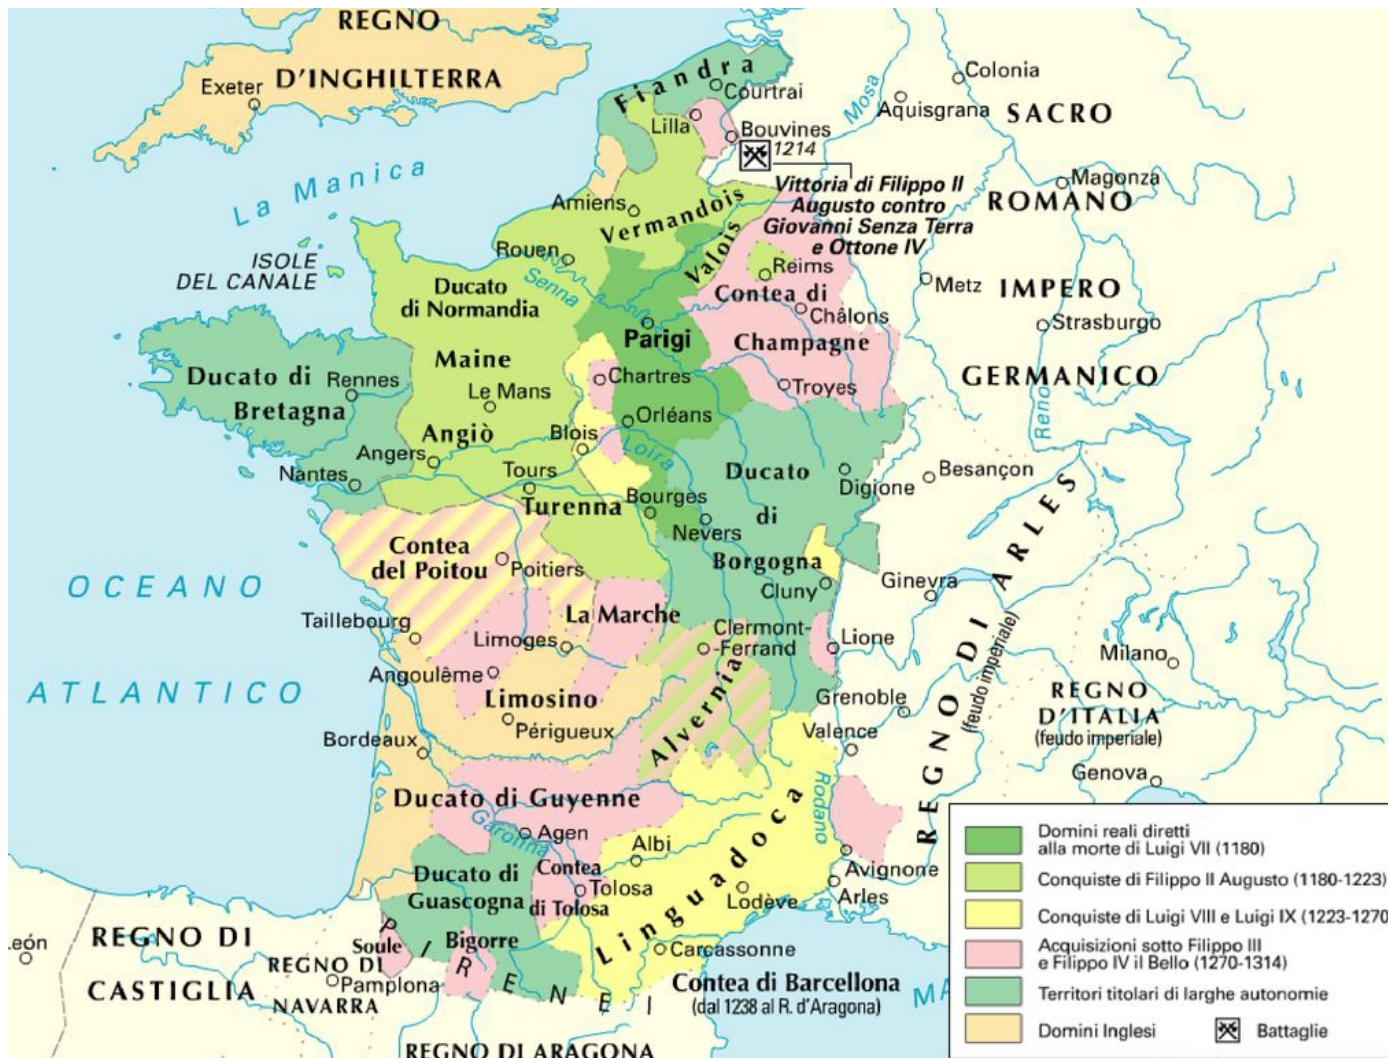 REGNO
D'INGHILTERRA
Exeter
La Manica
ISOLE
DEL CANALE
Fiandra
Courtrai
Lilla
Bouvines
1214
Vittoria di Filippo II
Augusto contro
Giovanni Senza Terra
e Ottone IV
Mosa
Colonia
Aquisgrana
SACRO
ROMANO
IMPERO
GERMANICO
Magonza
Metz
Strasburgo
Reno
Amiens
Vermandois
Valois
Rouen
Senna
Reims
Contea di
Champagne
Châlons
Troyes
Ducato
di Normandia
Parigi
Maine
Le Mans
Chartres
Orléans
Ducato di
Bretagna
Rennes
Angiò
Angers
Blois
Loira
Nantes
Tours
Turenna
Bourges
Nevers
Ducato
di
Borgogna
Digione
Besançon
Cluny
Ginevra
Contea
del Poitou
Poitiers
OCEANO
ATLANTICO
Taillebourg
La Marche
Limoges
Clermont-
-Ferrand
Lione
Angoulême
Limosino
Périgueux
Alvernia
Grenoble
Valence
Milano
REGNO
D'ITALIA
(feudo imperiale)
Genova
REGNO DI ARLES
(feudo imperiale)
Bordeaux
Ducato di Guyenne
Garonna
Agen
Rodano
Albi
Ducato di
Guascogna
Contea
di Tolosa
Tolosa
Linguadoca
Lodève
Avignone
Arles
Carcassonne
Soule
Bigorre
PIRENEI
REGNO DI
CASTIGLIA
REGNO DI
NAVARRA
Pamplona
Contea di Barcellona
(dal 1238 al R. d'Aragona)
REGNO DI ARAGONA
Domini reali diretti
alla morte di Luigi VII (1180)
Conquiste di Filippo II Augusto (1180-1223)
Conquiste di Luigi VIII e Luigi IX (1223-1270
Acquisizioni sotto Filippo III
e Filippo IV il Bello (1270-1314)
Territori titolari di larghe autonomie
Domini Inglesi
Battaglie